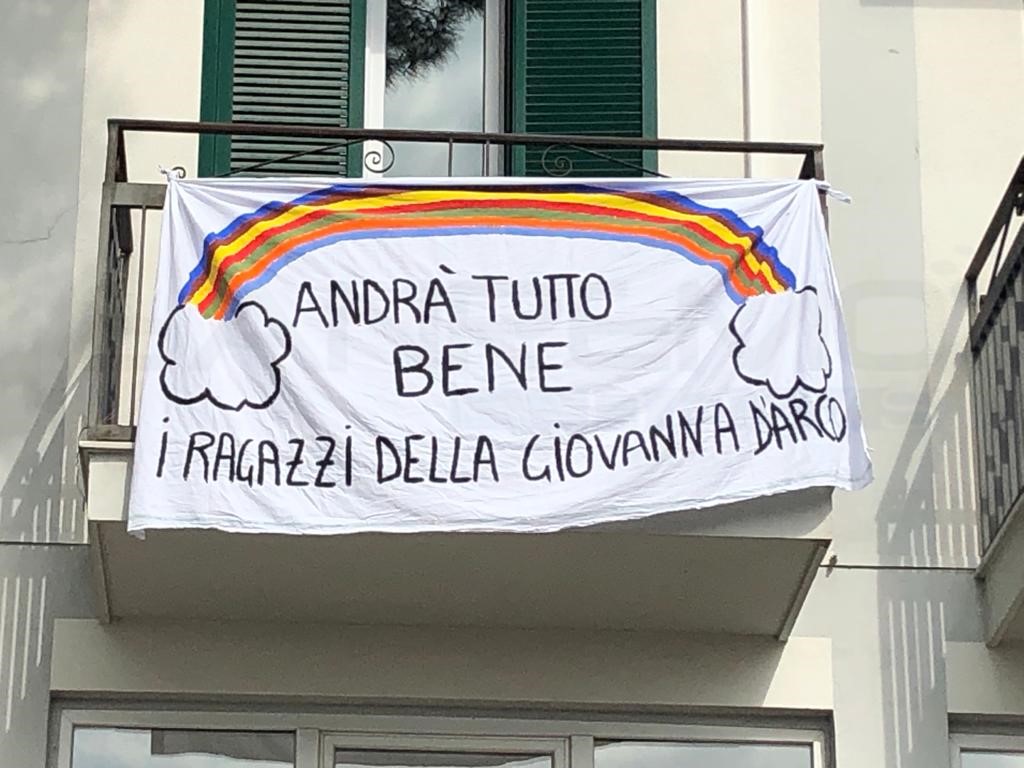 ANDRÀ TUTTO
BENE
i RAGAZZi DELLA GIOVANNA D'ARCO